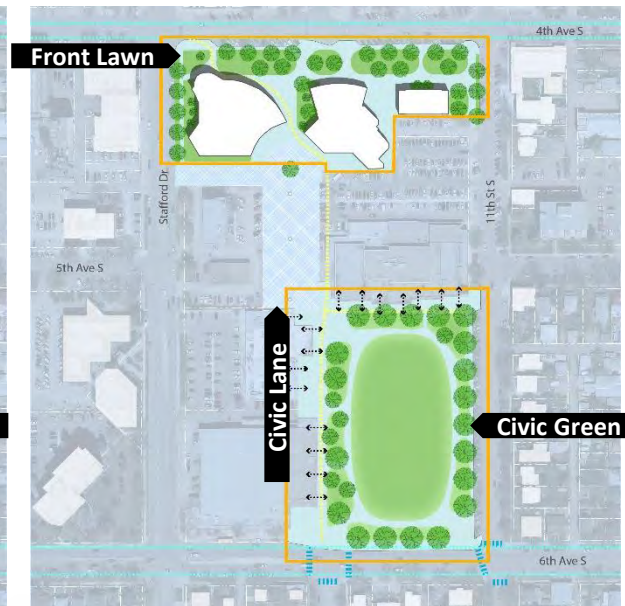 4th Ave S
Front Lawn
Stafford Dr.
11th St S
5th Ave S
Civic Lane
Civic Green
6th Ave S